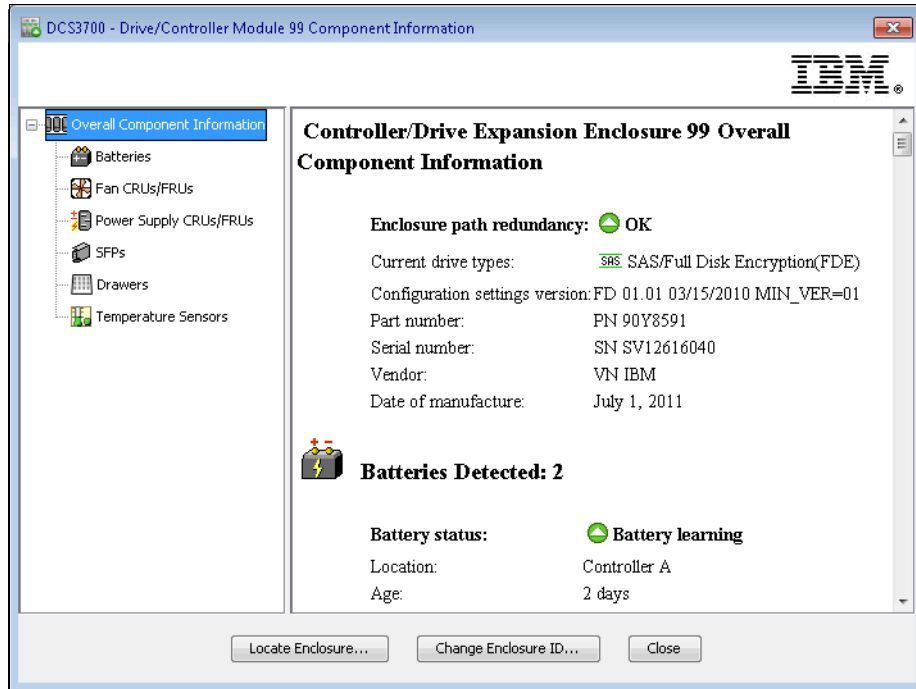 DCS3700 - Drive/Controller Module 99 Component Information
IBM®
Overall Component Information
Batteries
Fan CRUs/FRUs
Power Supply CRUs/FRUs
SFPs
Drawers
Temperature Sensors
Controller/Drive Expansion Enclosure 99 Overall
Component Information
Enclosure path redundancy: OK
Current drive types: SAS SAS/Full Disk Encryption(FDE)
Configuration settings version: FD 01.01 03/15/2010 MIN_VER=01
Part number: PN 90Y8591
Serial number: SN SV12616040
Vendor: VN IBM
Date of manufacture: July 1, 2011
Batteries Detected: 2
Battery status: Battery learning
Location: Controller A
Age: 2 days
Locate Enclosure... Change Enclosure ID... Close